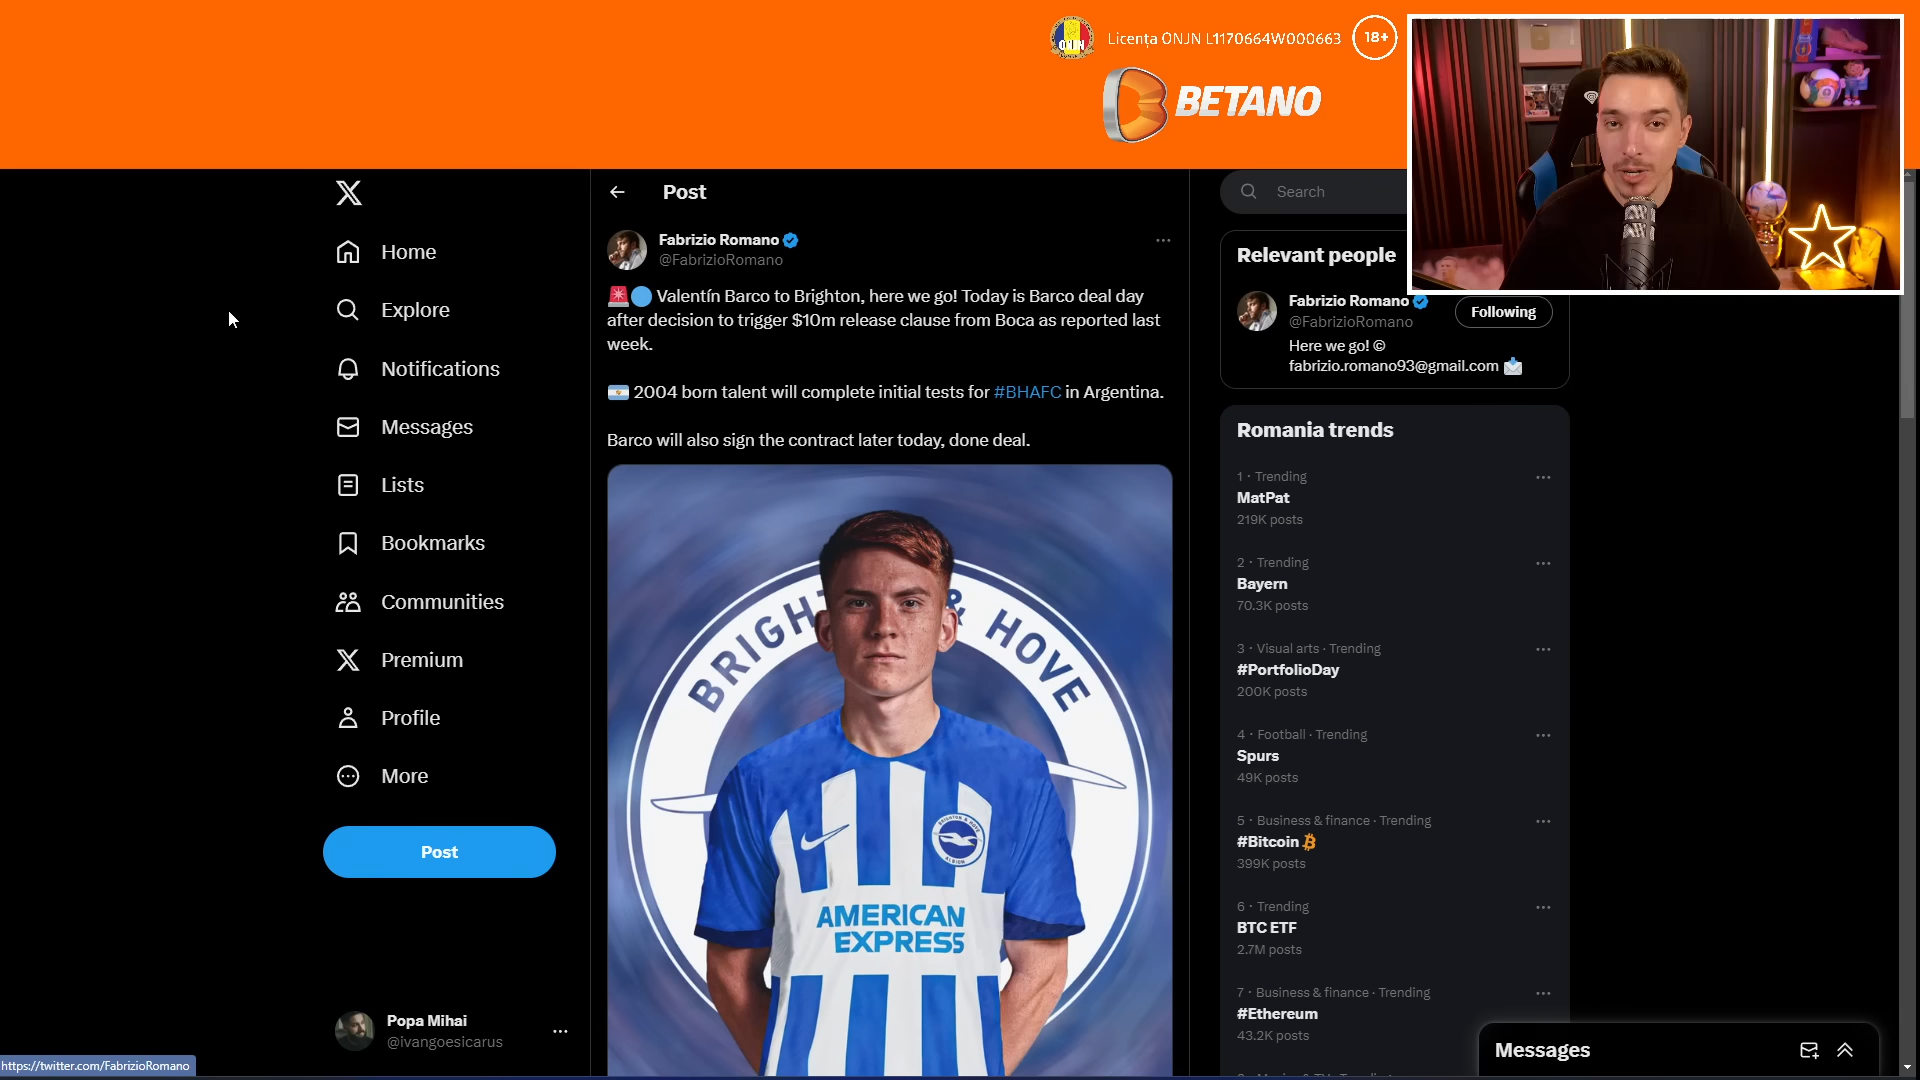 ONJN
Licența ONJN L1170664W000663
18+
BETANO
Post
Search
Home
Explore
Notifications
Messages
Lists
Bookmarks
Communities
Premium
Profile
More
Post
Popa Mihai
@ivangoesicarus
https://twitter.com/FabrizioRomano
Fabrizio Romano
@FabrizioRomano
Valentín Barco to Brighton, here we go! Today is Barco deal day
after decision to trigger $10m release clause from Boca as reported last
week.
2004 born talent will complete initial tests for #BHAFC in Argentina.
Barco will also sign the contract later today, done deal.
BRIGHT & HOVE
BRIGHTON & HOVE
ALBION
AMERICAN
EXPRESS
Relevant people
Fabrizio Romano
@FabrizioRomano
Following
Here we go! ©
fabrizio.romano93@gmail.com
Romania trends
1 · Trending
MatPat
219K posts
2 · Trending
Bayern
70.3K posts
3 · Visual arts · Trending
#PortfolioDay
200K posts
4 · Football · Trending
Spurs
49K posts
5 · Business & finance · Trending
#Bitcoin
399K posts
6 · Trending
BTC ETF
2.7M posts
7 · Business & finance · Trending
#Ethereum
43.2K posts
Messages